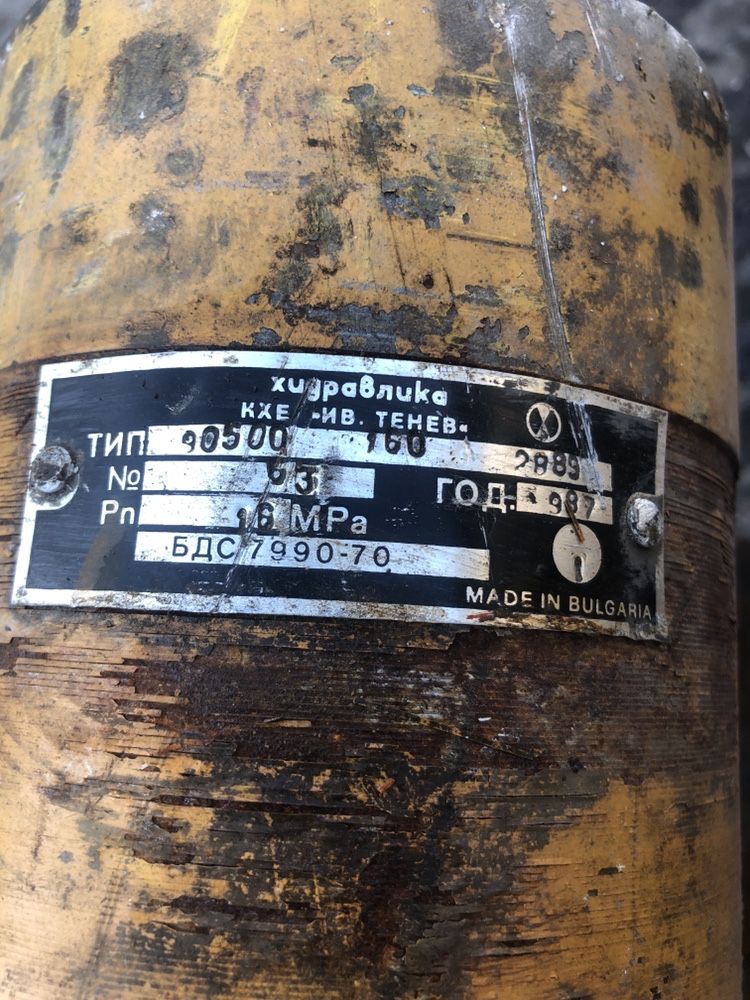 хидравлика
КХЕ "ИВ. ТЕНЕВ"
ТИП 90500 160 2889
№ 63 ГОД. 987
Pn 16 MPa
БДС 7990-70
MADE IN BULGARIA